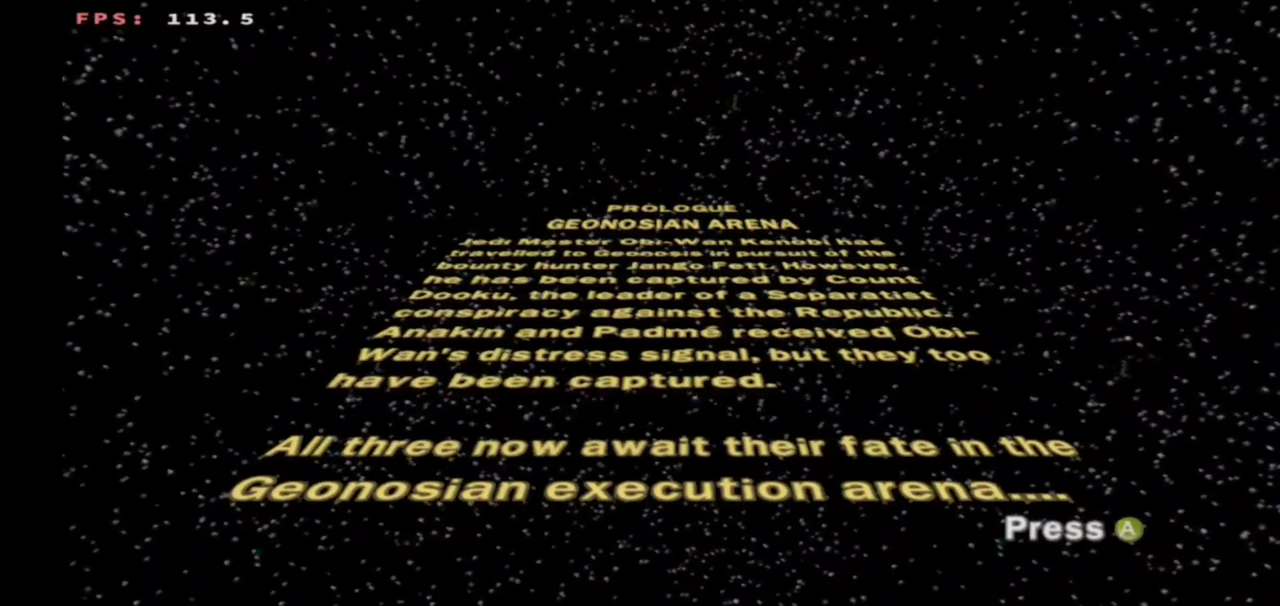 FPS: 113.5
PROLOGUE
GEONOSIAN ARENA
Jedi Master Obi-Wan Kenobi has
travelled to Geonosis in pursuit of the
bounty hunter Jango Fett. However,
he has been captured by Count
Dooku, the leader of a Separatist
conspiracy against the Republic.
Anakin and Padmé received Obi-
Wan's distress signal, but they too
have been captured.
All three now await their fate in the
Geonosian execution arena....
Press A